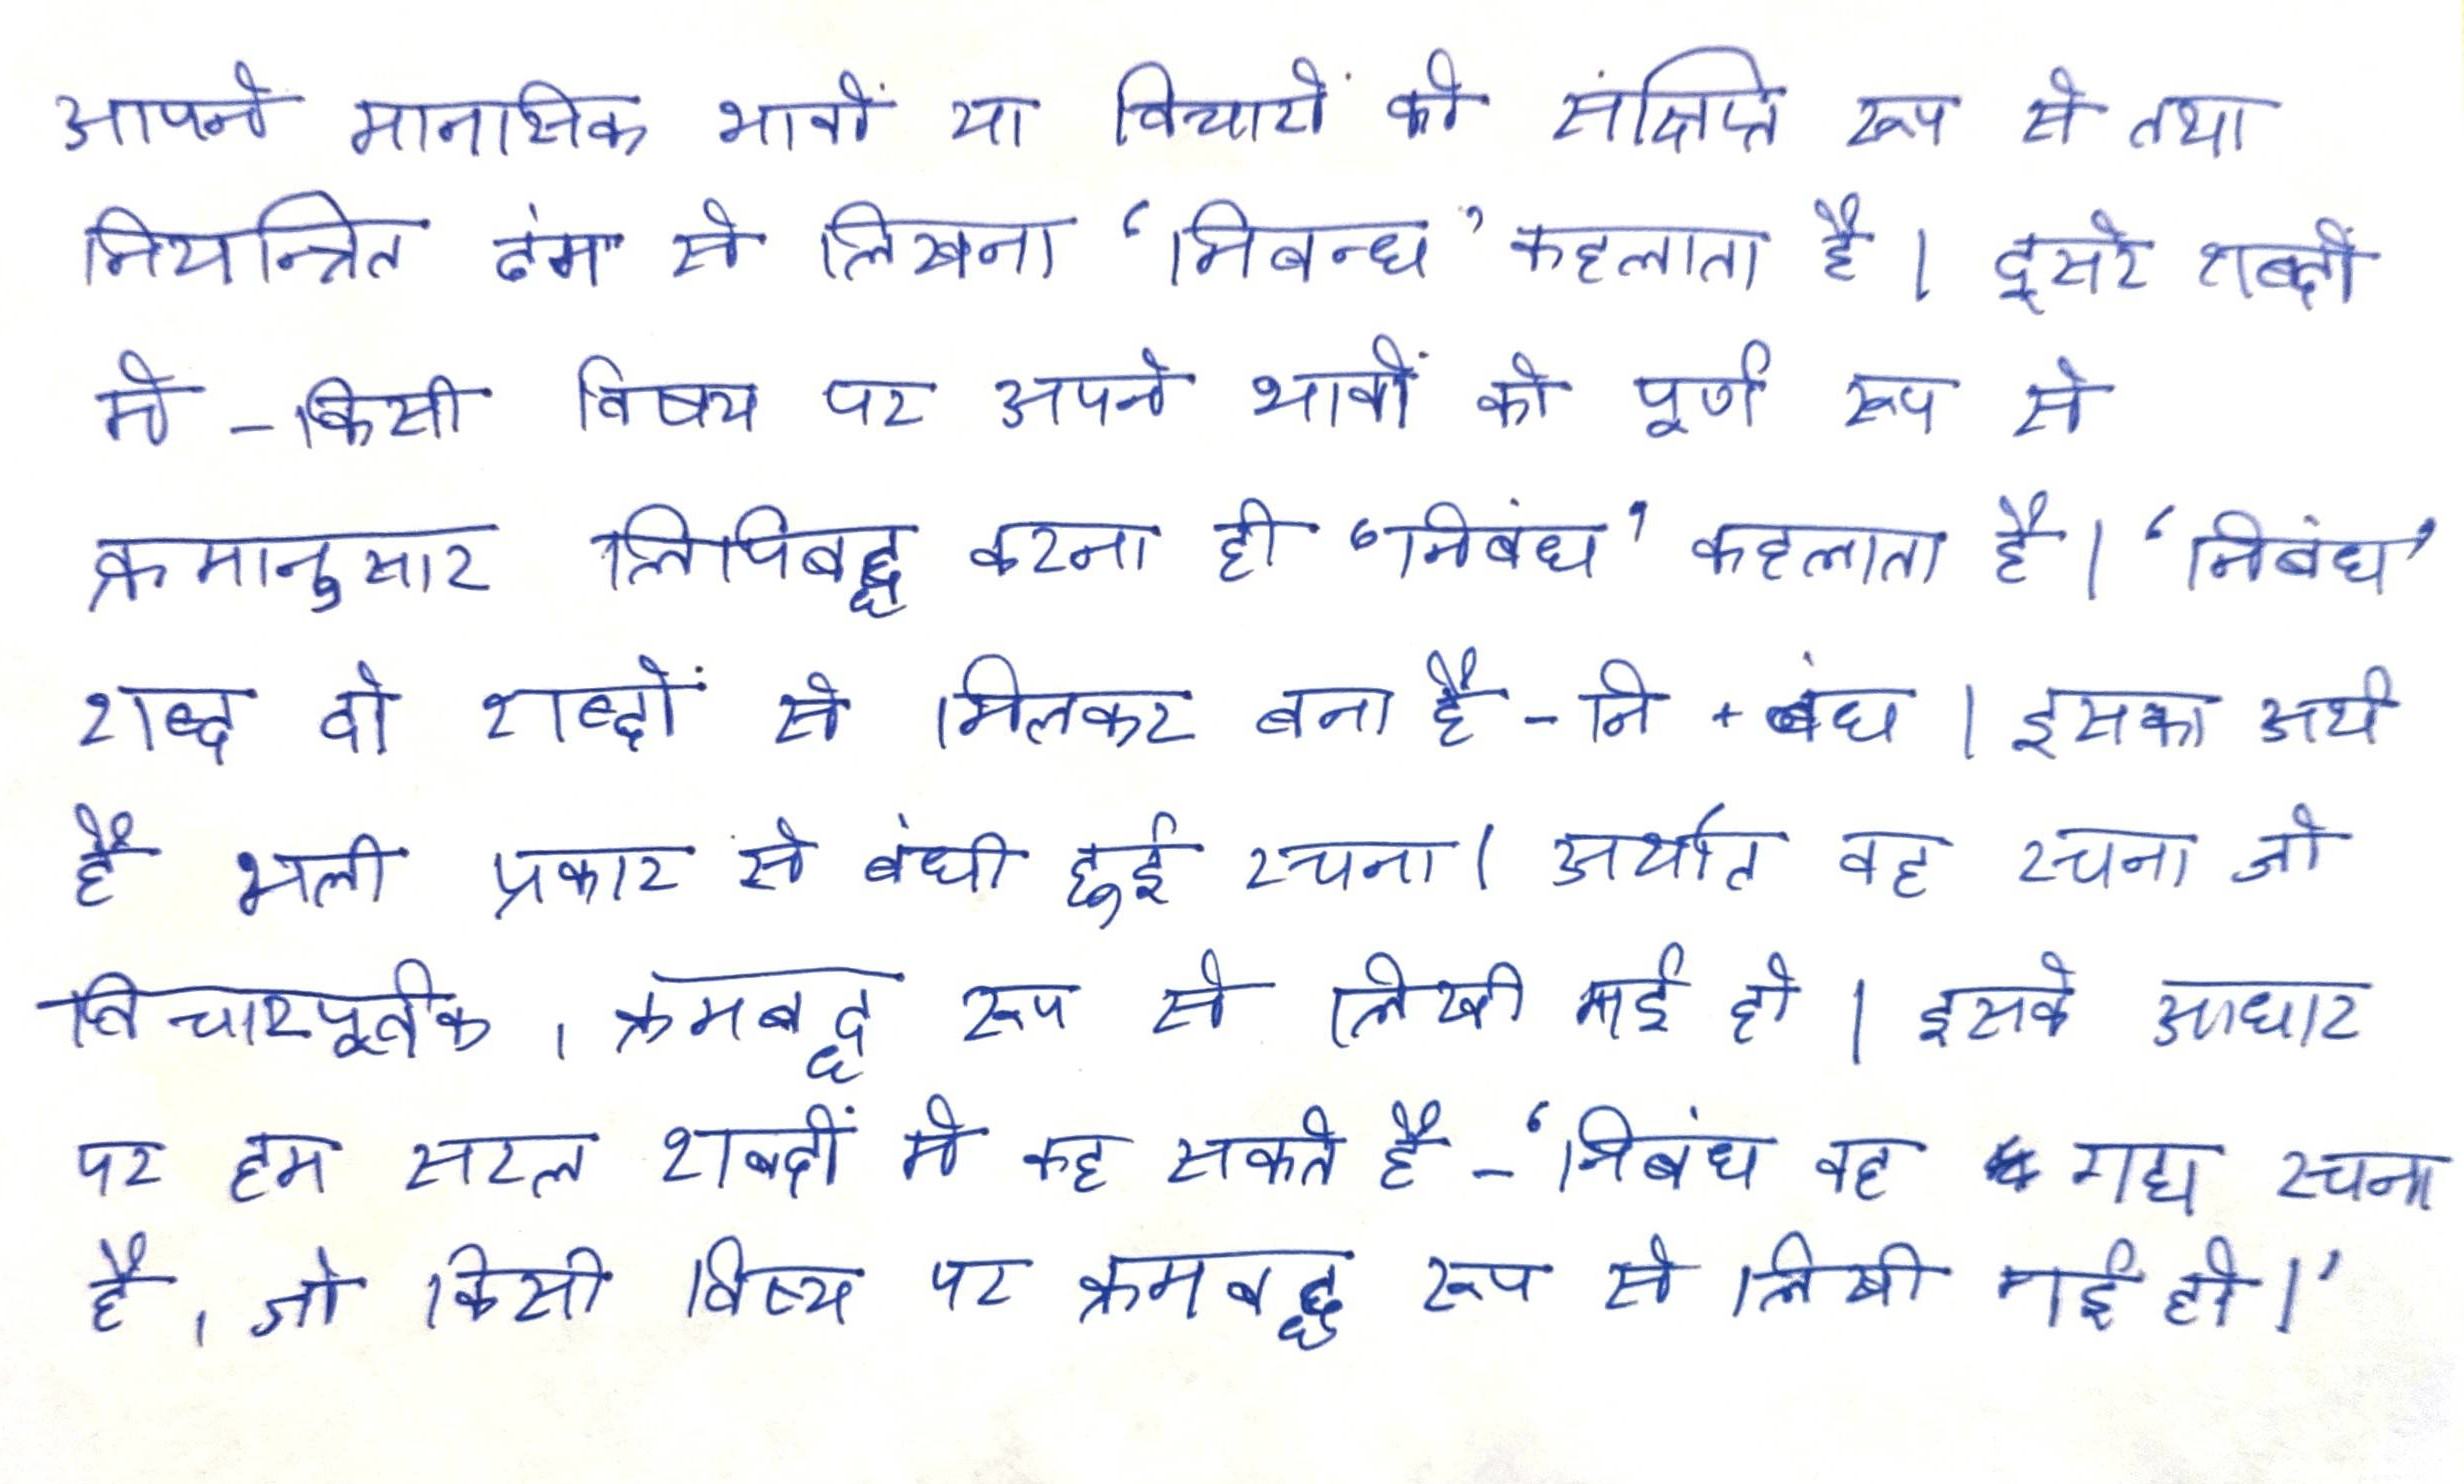 आपने मानासिक भावों या विचारों को संक्षिप्ति रूप से तथा
नियन्त्रित ढंग से लिखना ‘निबन्ध’ कहलाता है। दूसरे शब्दों
में – किसी विषय पर अपने भावों को पूर्ण रूप से
क्रमानुसार लिपिबद्ध करना ही ‘निबंध’ कहलाता है। ‘निबंध’
शब्द दो शब्दों से मिलकर बना है – नि + बंध। इसका अर्थ
है भली प्रकार से बंधी हुई रचना। अर्थात वह रचना जो
विचारपूर्वक, क्रमबद्ध रूप से लिखी गई हो। इसके आधार
पर हम सरल शब्दों में कह सकते है – ‘निबंध वह गद्य रचना
है, जो किसी विष्य पर क्रमबद्ध रूप से लिखी गई हो।’